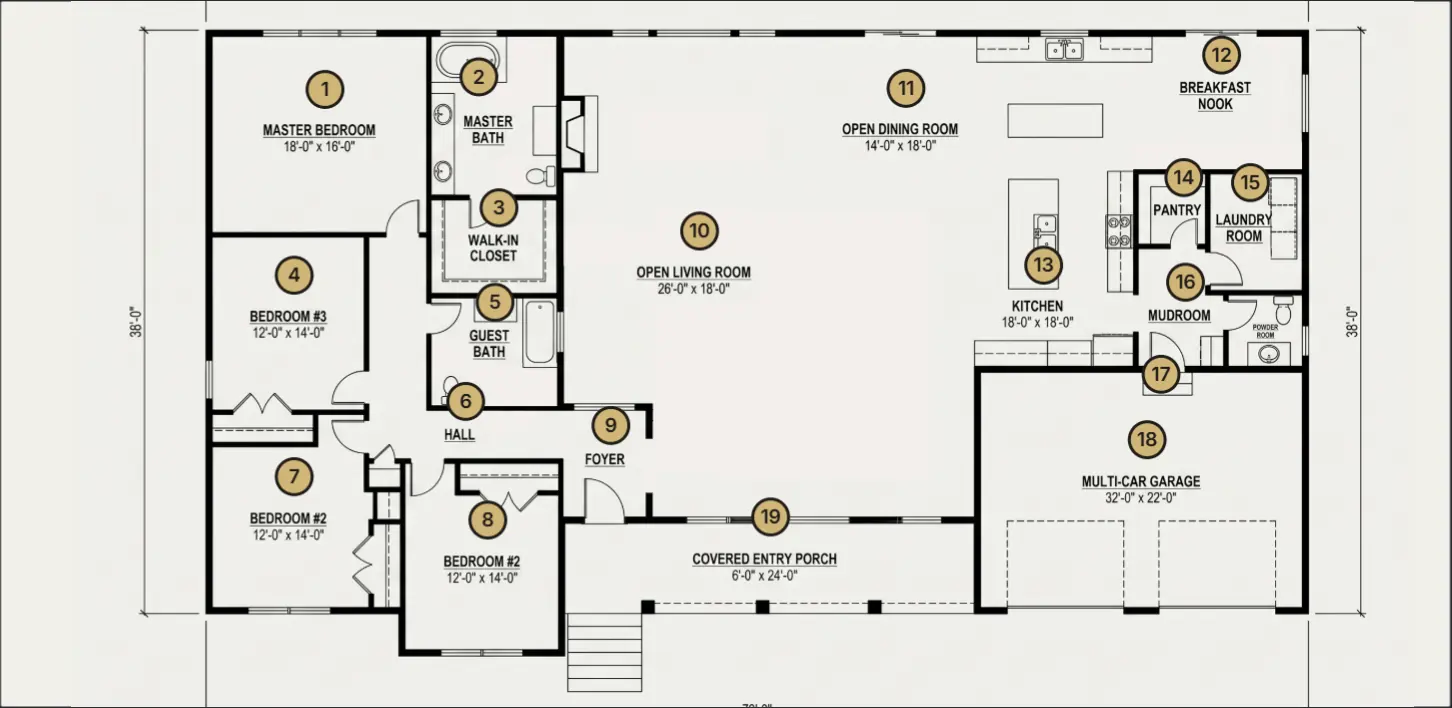 1
MASTER BEDROOM
18'-0" x 16'-0"
2
MASTER
BATH
3
WALK-IN
CLOSET
4
BEDROOM #3
12'-0" x 14'-0"
5
GUEST
BATH
6
HALL
7
BEDROOM #2
12'-0" x 14'-0"
8
BEDROOM #2
12'-0" x 14'-0"
9
FOYER
10
OPEN LIVING ROOM
26'-0" x 18'-0"
11
OPEN DINING ROOM
14'-0" x 18'-0"
12
BREAKFAST
NOOK
13
KITCHEN
18'-0" x 18'-0"
14
PANTRY
15
LAUNDRY
ROOM
16
MUDROOM
POWDER
ROOM
17
18
MULTI-CAR GARAGE
32'-0" x 22'-0"
19
COVERED ENTRY PORCH
6'-0" x 24'-0"
38'-0"
38'-0"